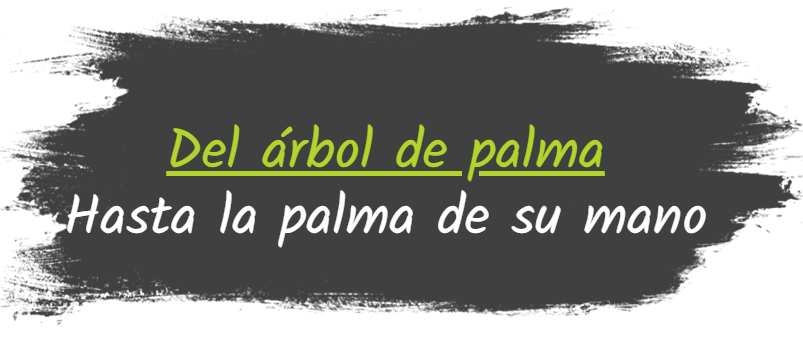 Del árbol de palma
Hasta la palma de su mano